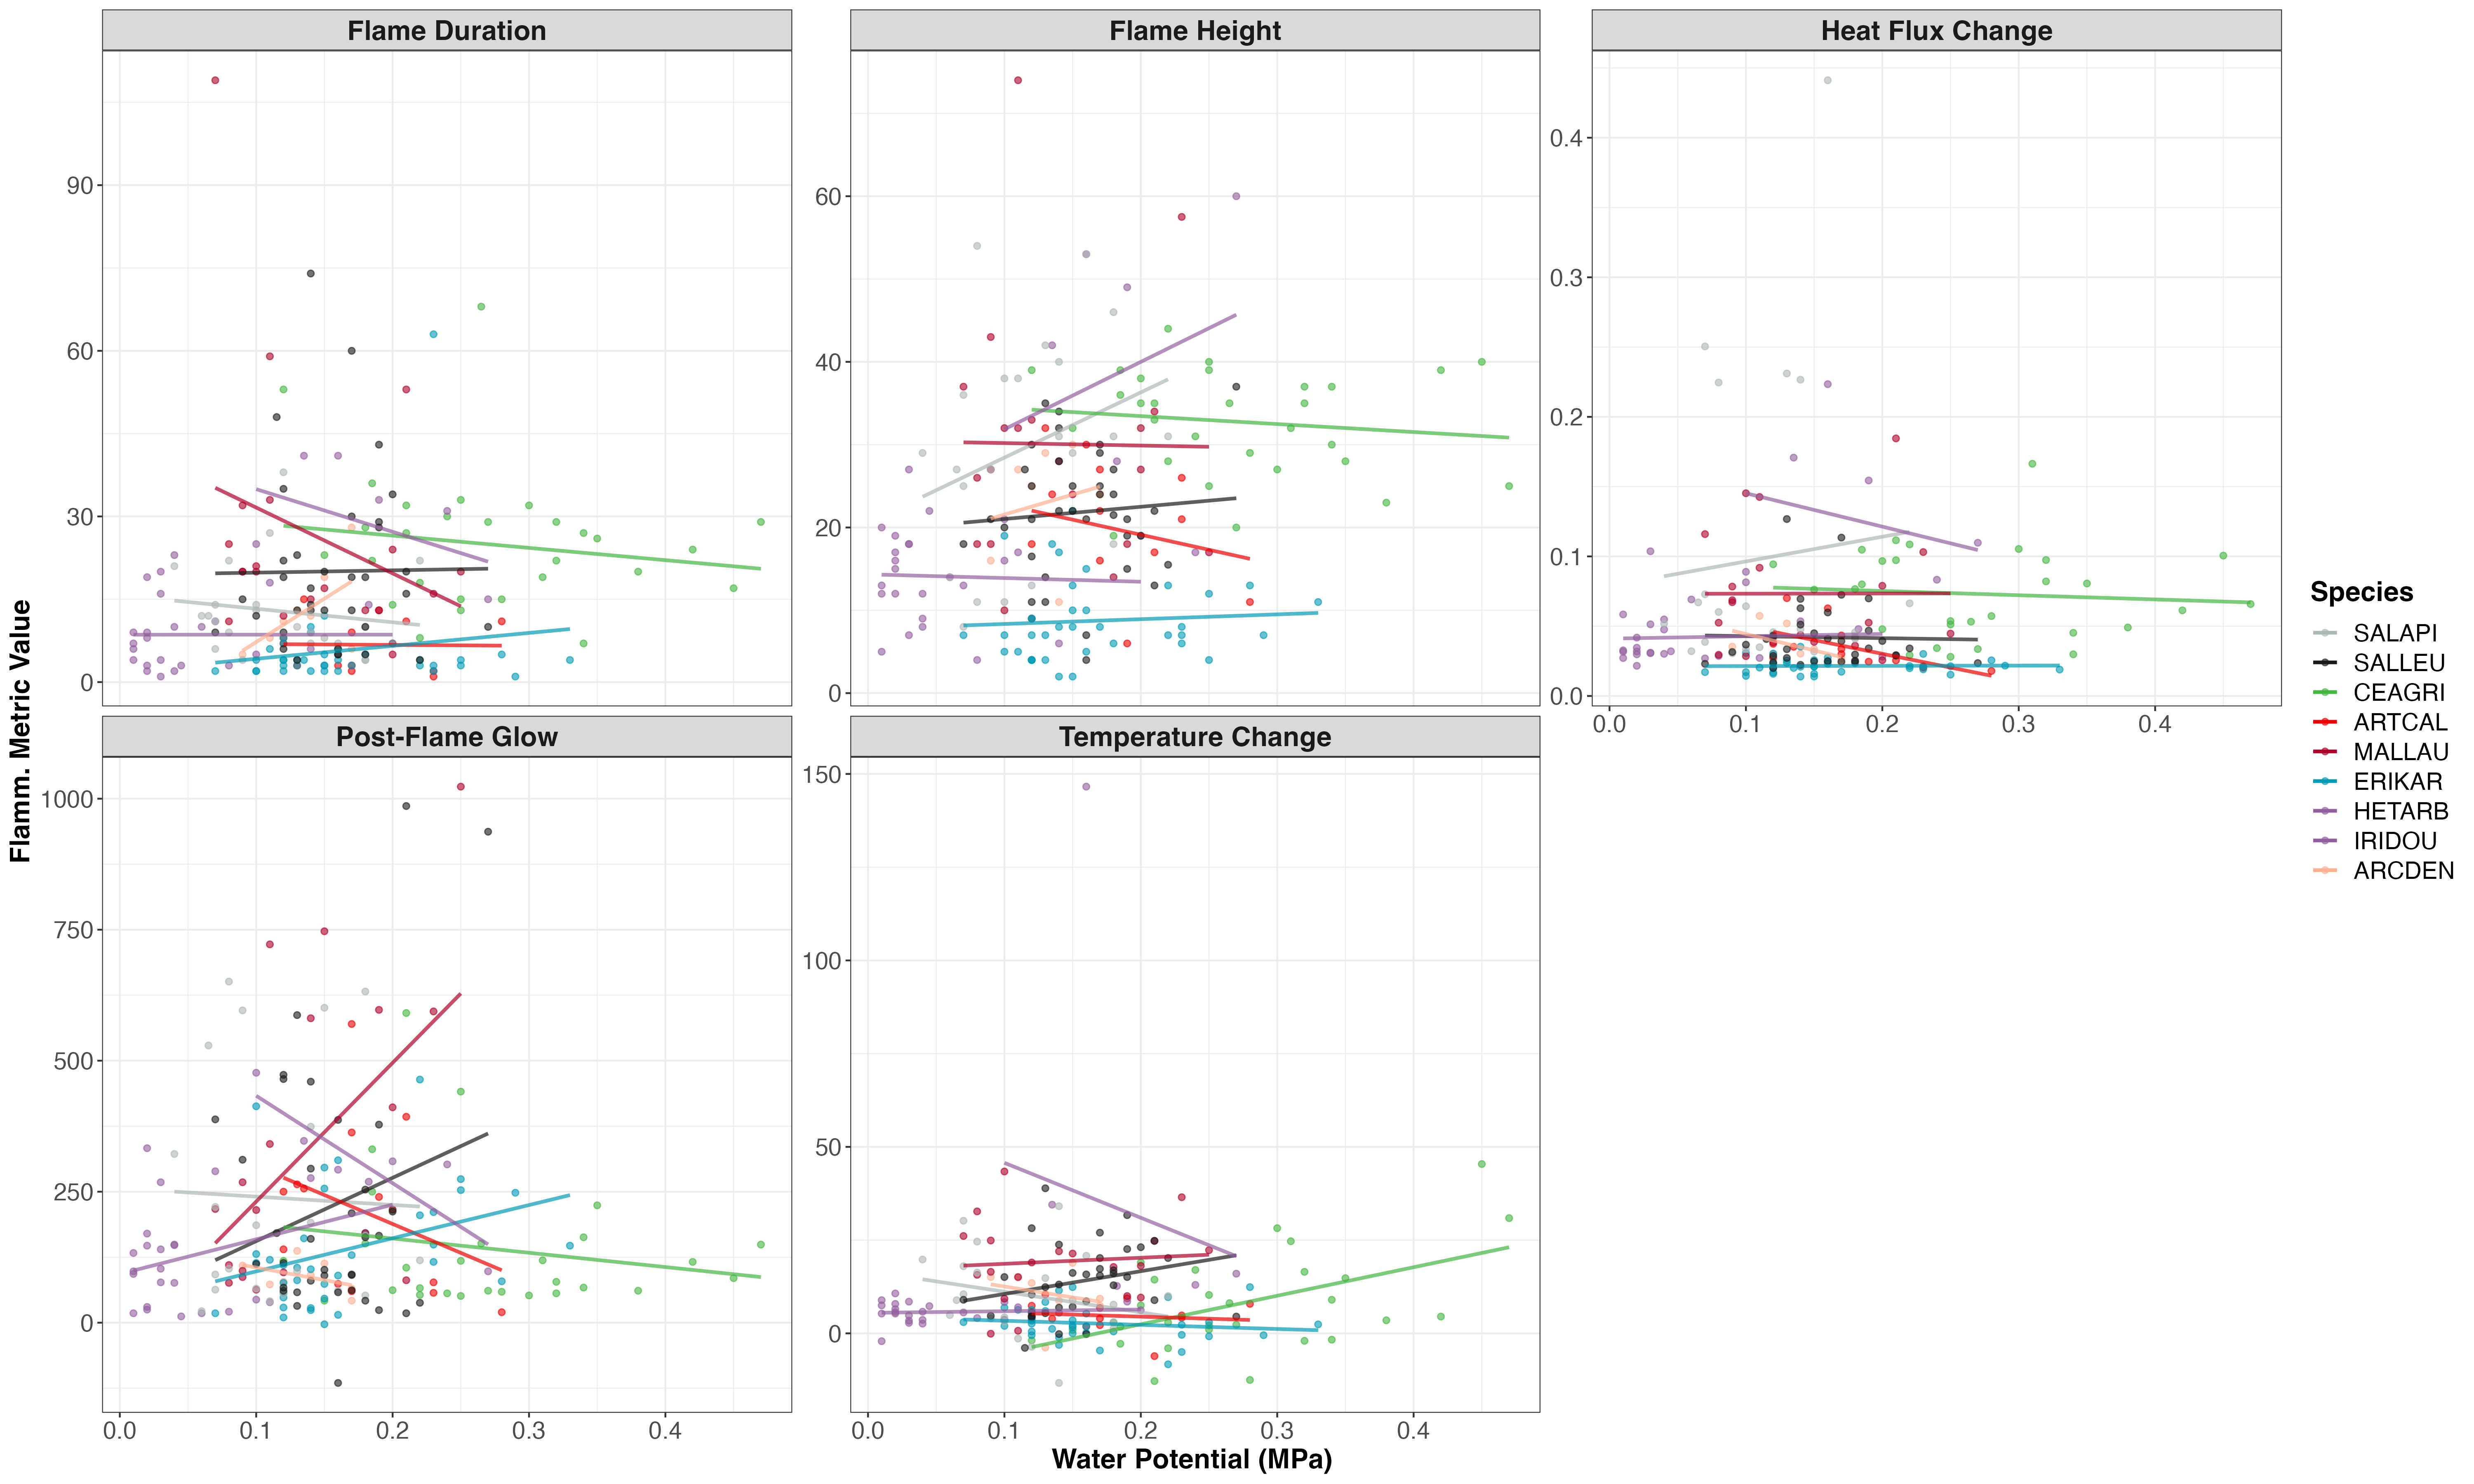 Flame Duration
Flame Height
Heat Flux Change
90
60
30
0
60
40
20
0
0.4
0.3
0.2
0.1
0.0
0.0 0.1 0.2 0.3 0.4
Post-Flame Glow
Temperature Change
1000
750
500
250
0
150
100
50
0
0.0 0.1 0.2 0.3 0.4
0.0 0.1 0.2 0.3 0.4
Water Potential (MPa)
Flamm. Metric Value
Species
SALAPI
SALLEU
CEAGRI
ARTCAL
MALLAU
ERIKAR
HETARB
IRIDOU
ARCDEN